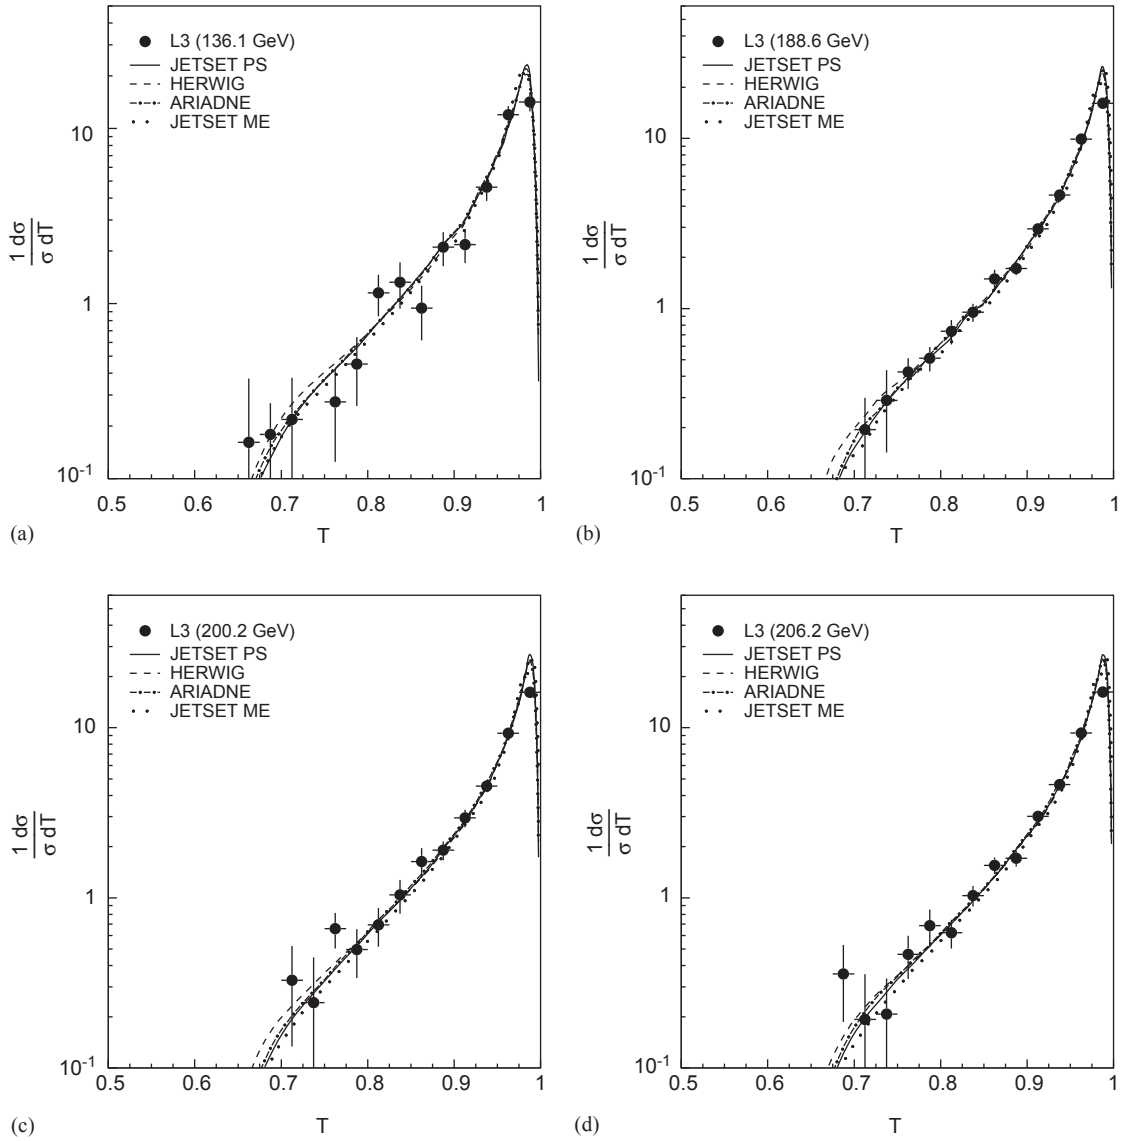 L3 (136.1 GeV)
JETSET PS
HERWIG
ARIADNE
JETSET ME
10
1
10⁻¹
1 dσ
σ dT
0.5 0.6 0.7 0.8 0.9 1
T
(a)
L3 (188.6 GeV)
JETSET PS
HERWIG
ARIADNE
JETSET ME
10
1
10⁻¹
1 dσ
σ dT
0.5 0.6 0.7 0.8 0.9 1
T
(b)
L3 (200.2 GeV)
JETSET PS
HERWIG
ARIADNE
JETSET ME
10
1
10⁻¹
1 dσ
σ dT
0.5 0.6 0.7 0.8 0.9 1
T
(c)
L3 (206.2 GeV)
JETSET PS
HERWIG
ARIADNE
JETSET ME
10
1
10⁻¹
1 dσ
σ dT
0.5 0.6 0.7 0.8 0.9 1
T
(d)